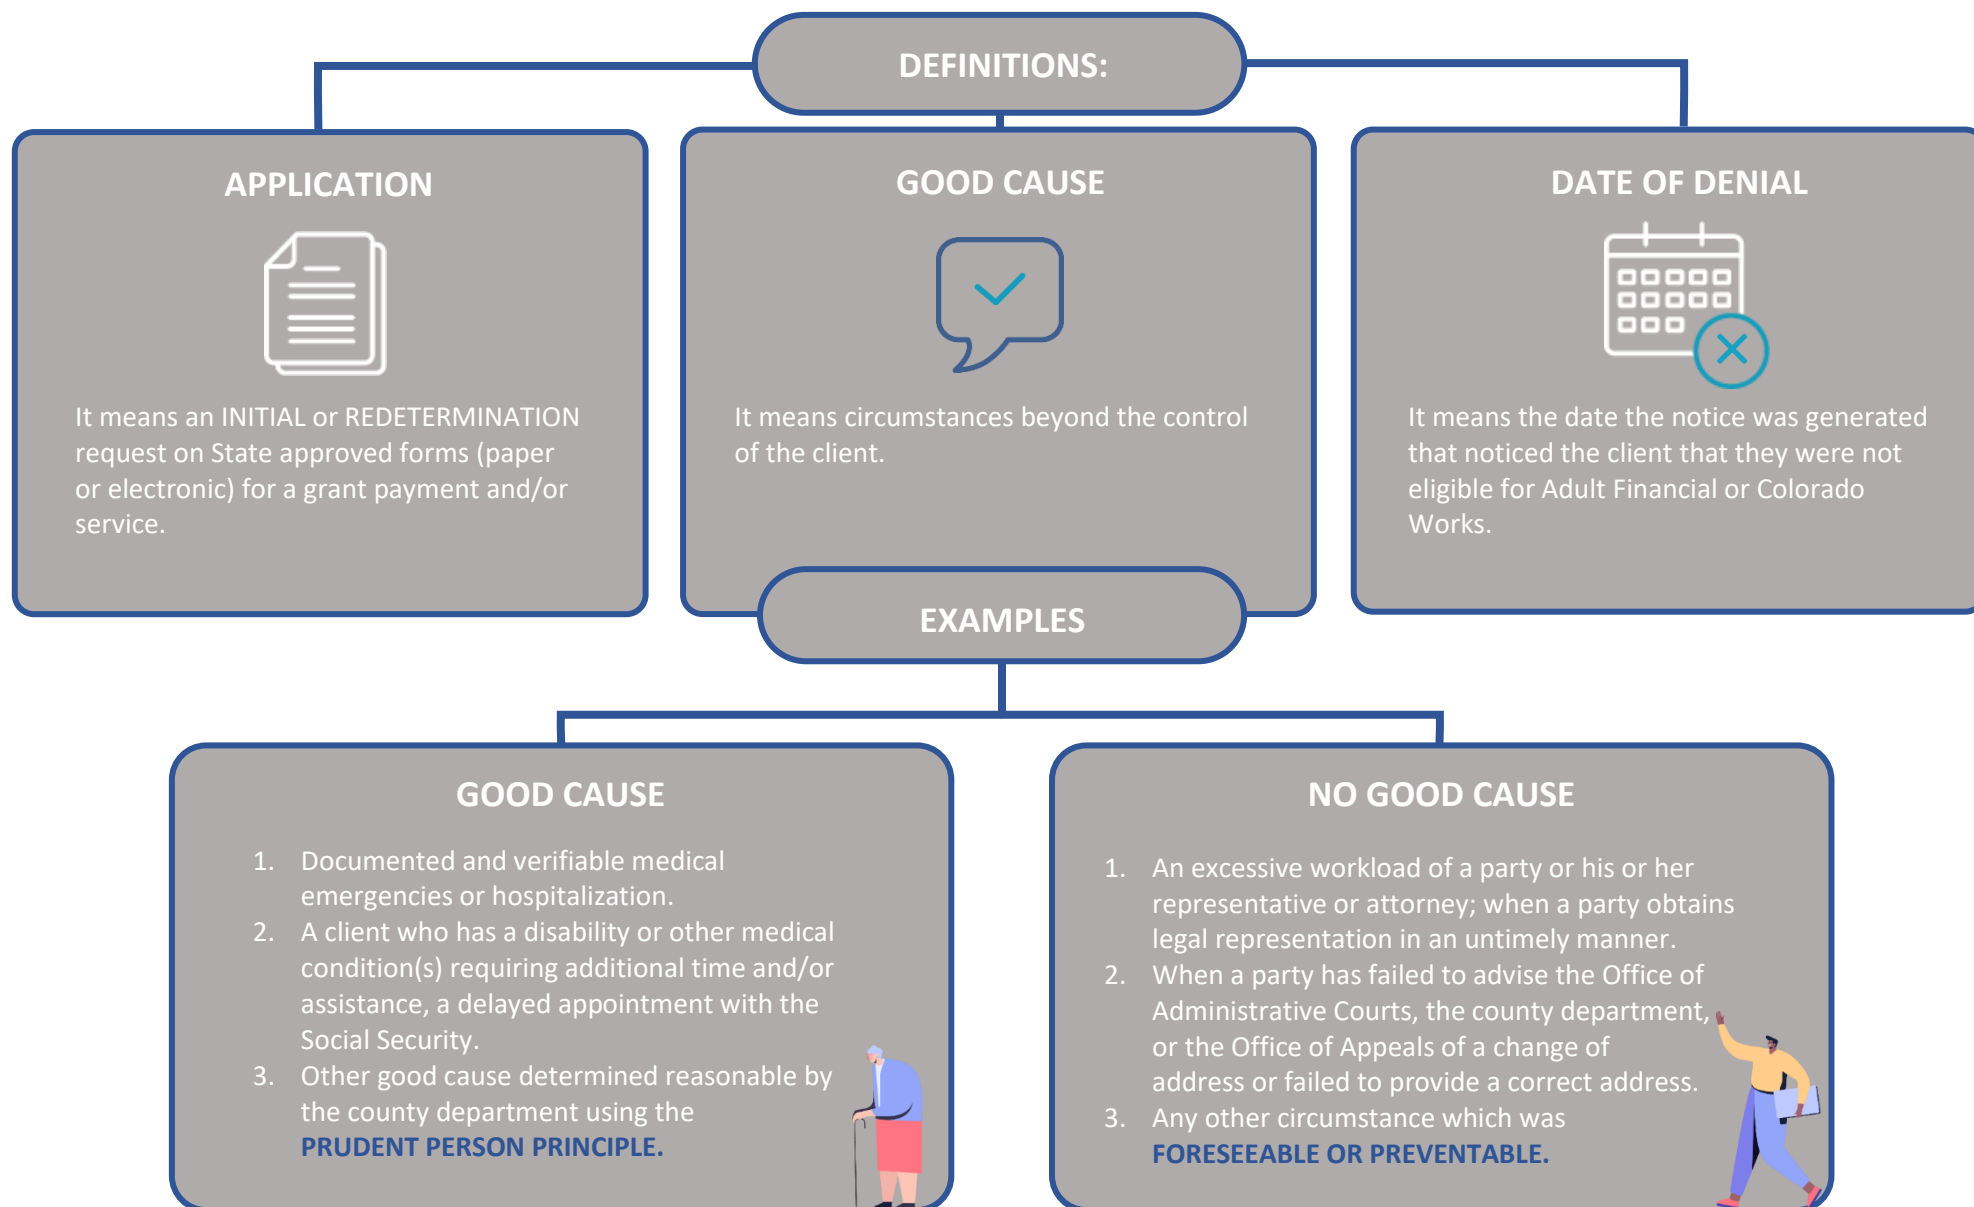 DEFINITIONS:
APPLICATION
It means an INITIAL or REDETERMINATION
request on State approved forms (paper
or electronic) for a grant payment and/or
service.
GOOD CAUSE
It means circumstances beyond the control
of the client.
DATE OF DENIAL
It means the date the notice was generated
that noticed the client that they were not
eligible for Adult Financial or Colorado
Works.
EXAMPLES
GOOD CAUSE
1. Documented and verifiable medical
emergencies or hospitalization.
2. A client who has a disability or other medical
condition(s) requiring additional time and/or
assistance, a delayed appointment with the
Social Security.
3. Other good cause determined reasonable by
the county department using the
PRUDENT PERSON PRINCIPLE.
NO GOOD CAUSE
1. An excessive workload of a party or his or her
representative or attorney; when a party obtains
legal representation in an untimely manner.
2. When a party has failed to advise the Office of
Administrative Courts, the county department,
or the Office of Appeals of a change of
address or failed to provide a correct address.
3. Any other circumstance which was
FORESEEABLE OR PREVENTABLE.